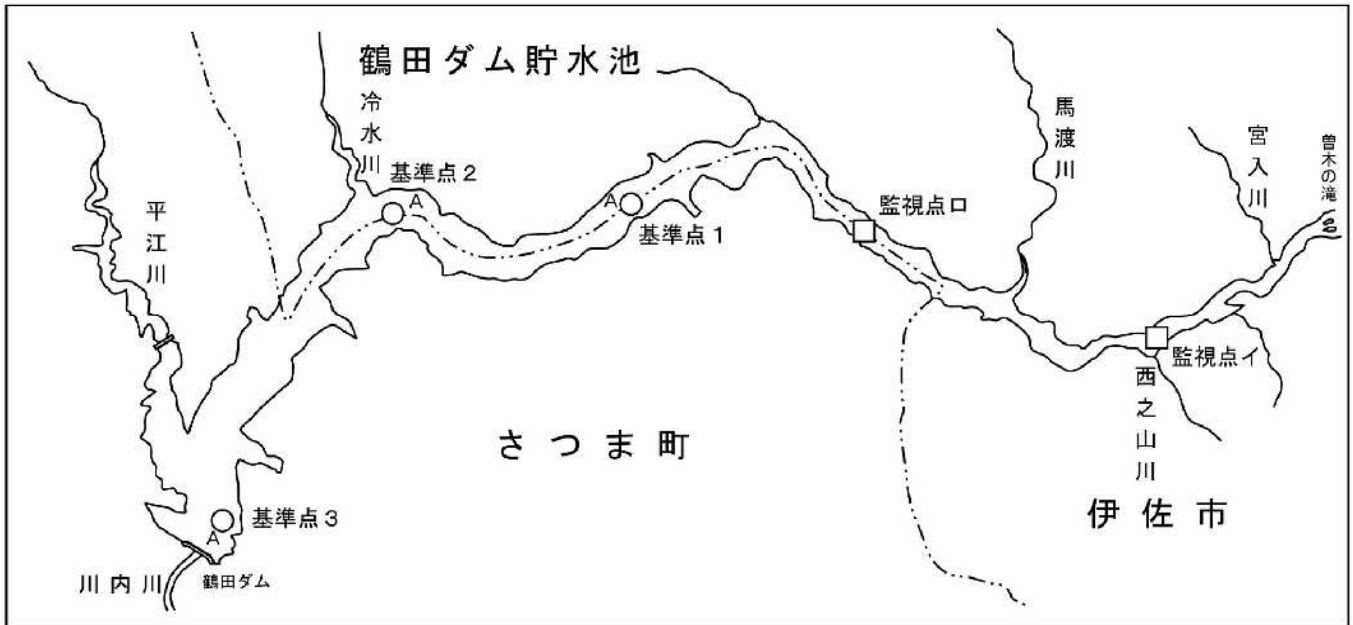 鶴田ダム貯水池
冷水川
基準点2
A
平江川
A
基準点1
監視点ロ
馬渡川
宮入川
曽木の滝
監視点イ
西之山川
さつま町
伊佐市
基準点3
A
川内川
鶴田ダム